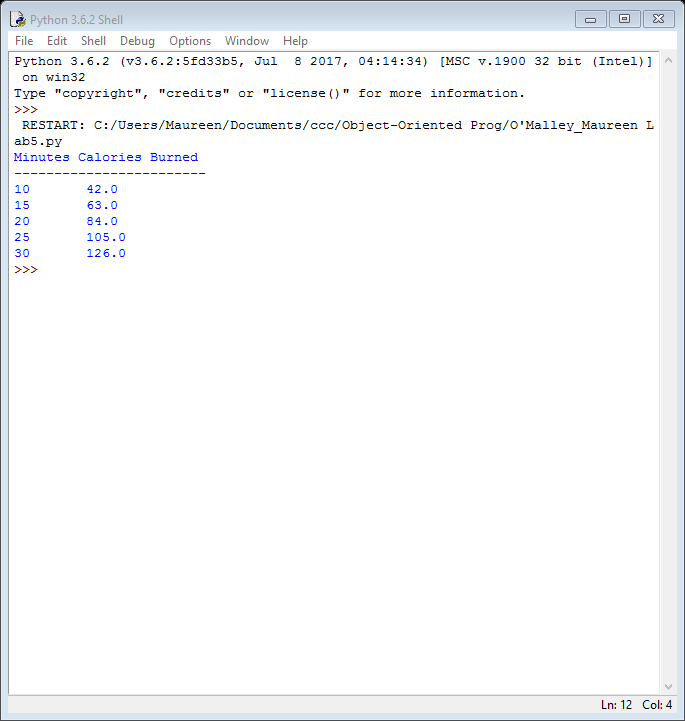 Python 3.6.2 Shell
File Edit Shell Debug Options Window Help
Python 3.6.2 (v3.6.2:5fd33b5, Jul  8 2017, 04:14:34) [MSC v.1900 32 bit (Intel)]
 on win32
Type "copyright", "credits" or "license()" for more information.
>>>
 RESTART: C:/Users/Maureen/Documents/ccc/Object-Oriented Prog/O'Malley_Maureen L
ab5.py
Minutes Calories Burned
------------------------
10       42.0
15       63.0
20       84.0
25       105.0
30       126.0
>>>
Ln: 12 Col: 4